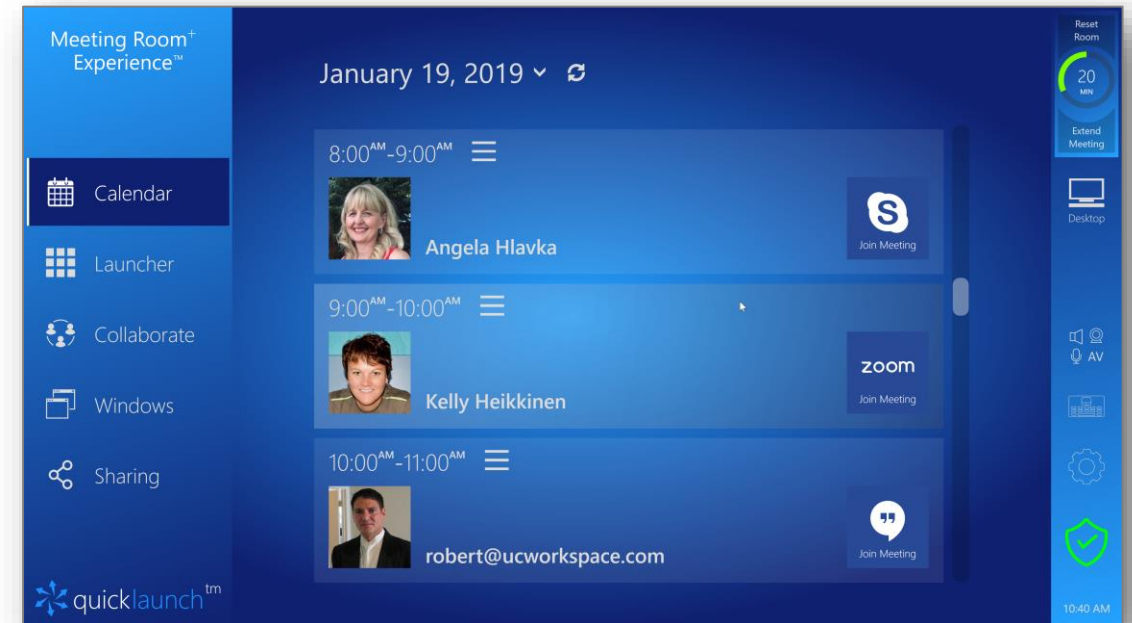 Meeting Room+
Experience™
Calendar
Launcher
Collaborate
Windows
Sharing
quicklaunch™
January 19, 2019
8:00AM-9:00AM
Angela Hlavka
S
Join Meeting
9:00AM-10:00AM
Kelly Heikkinen
zoom
Join Meeting
10:00AM-11:00AM
robert@ucworkspace.com
Join Meeting
Reset
Room
20
MIN
Extend
Meeting
Desktop
AV
10:40 AM